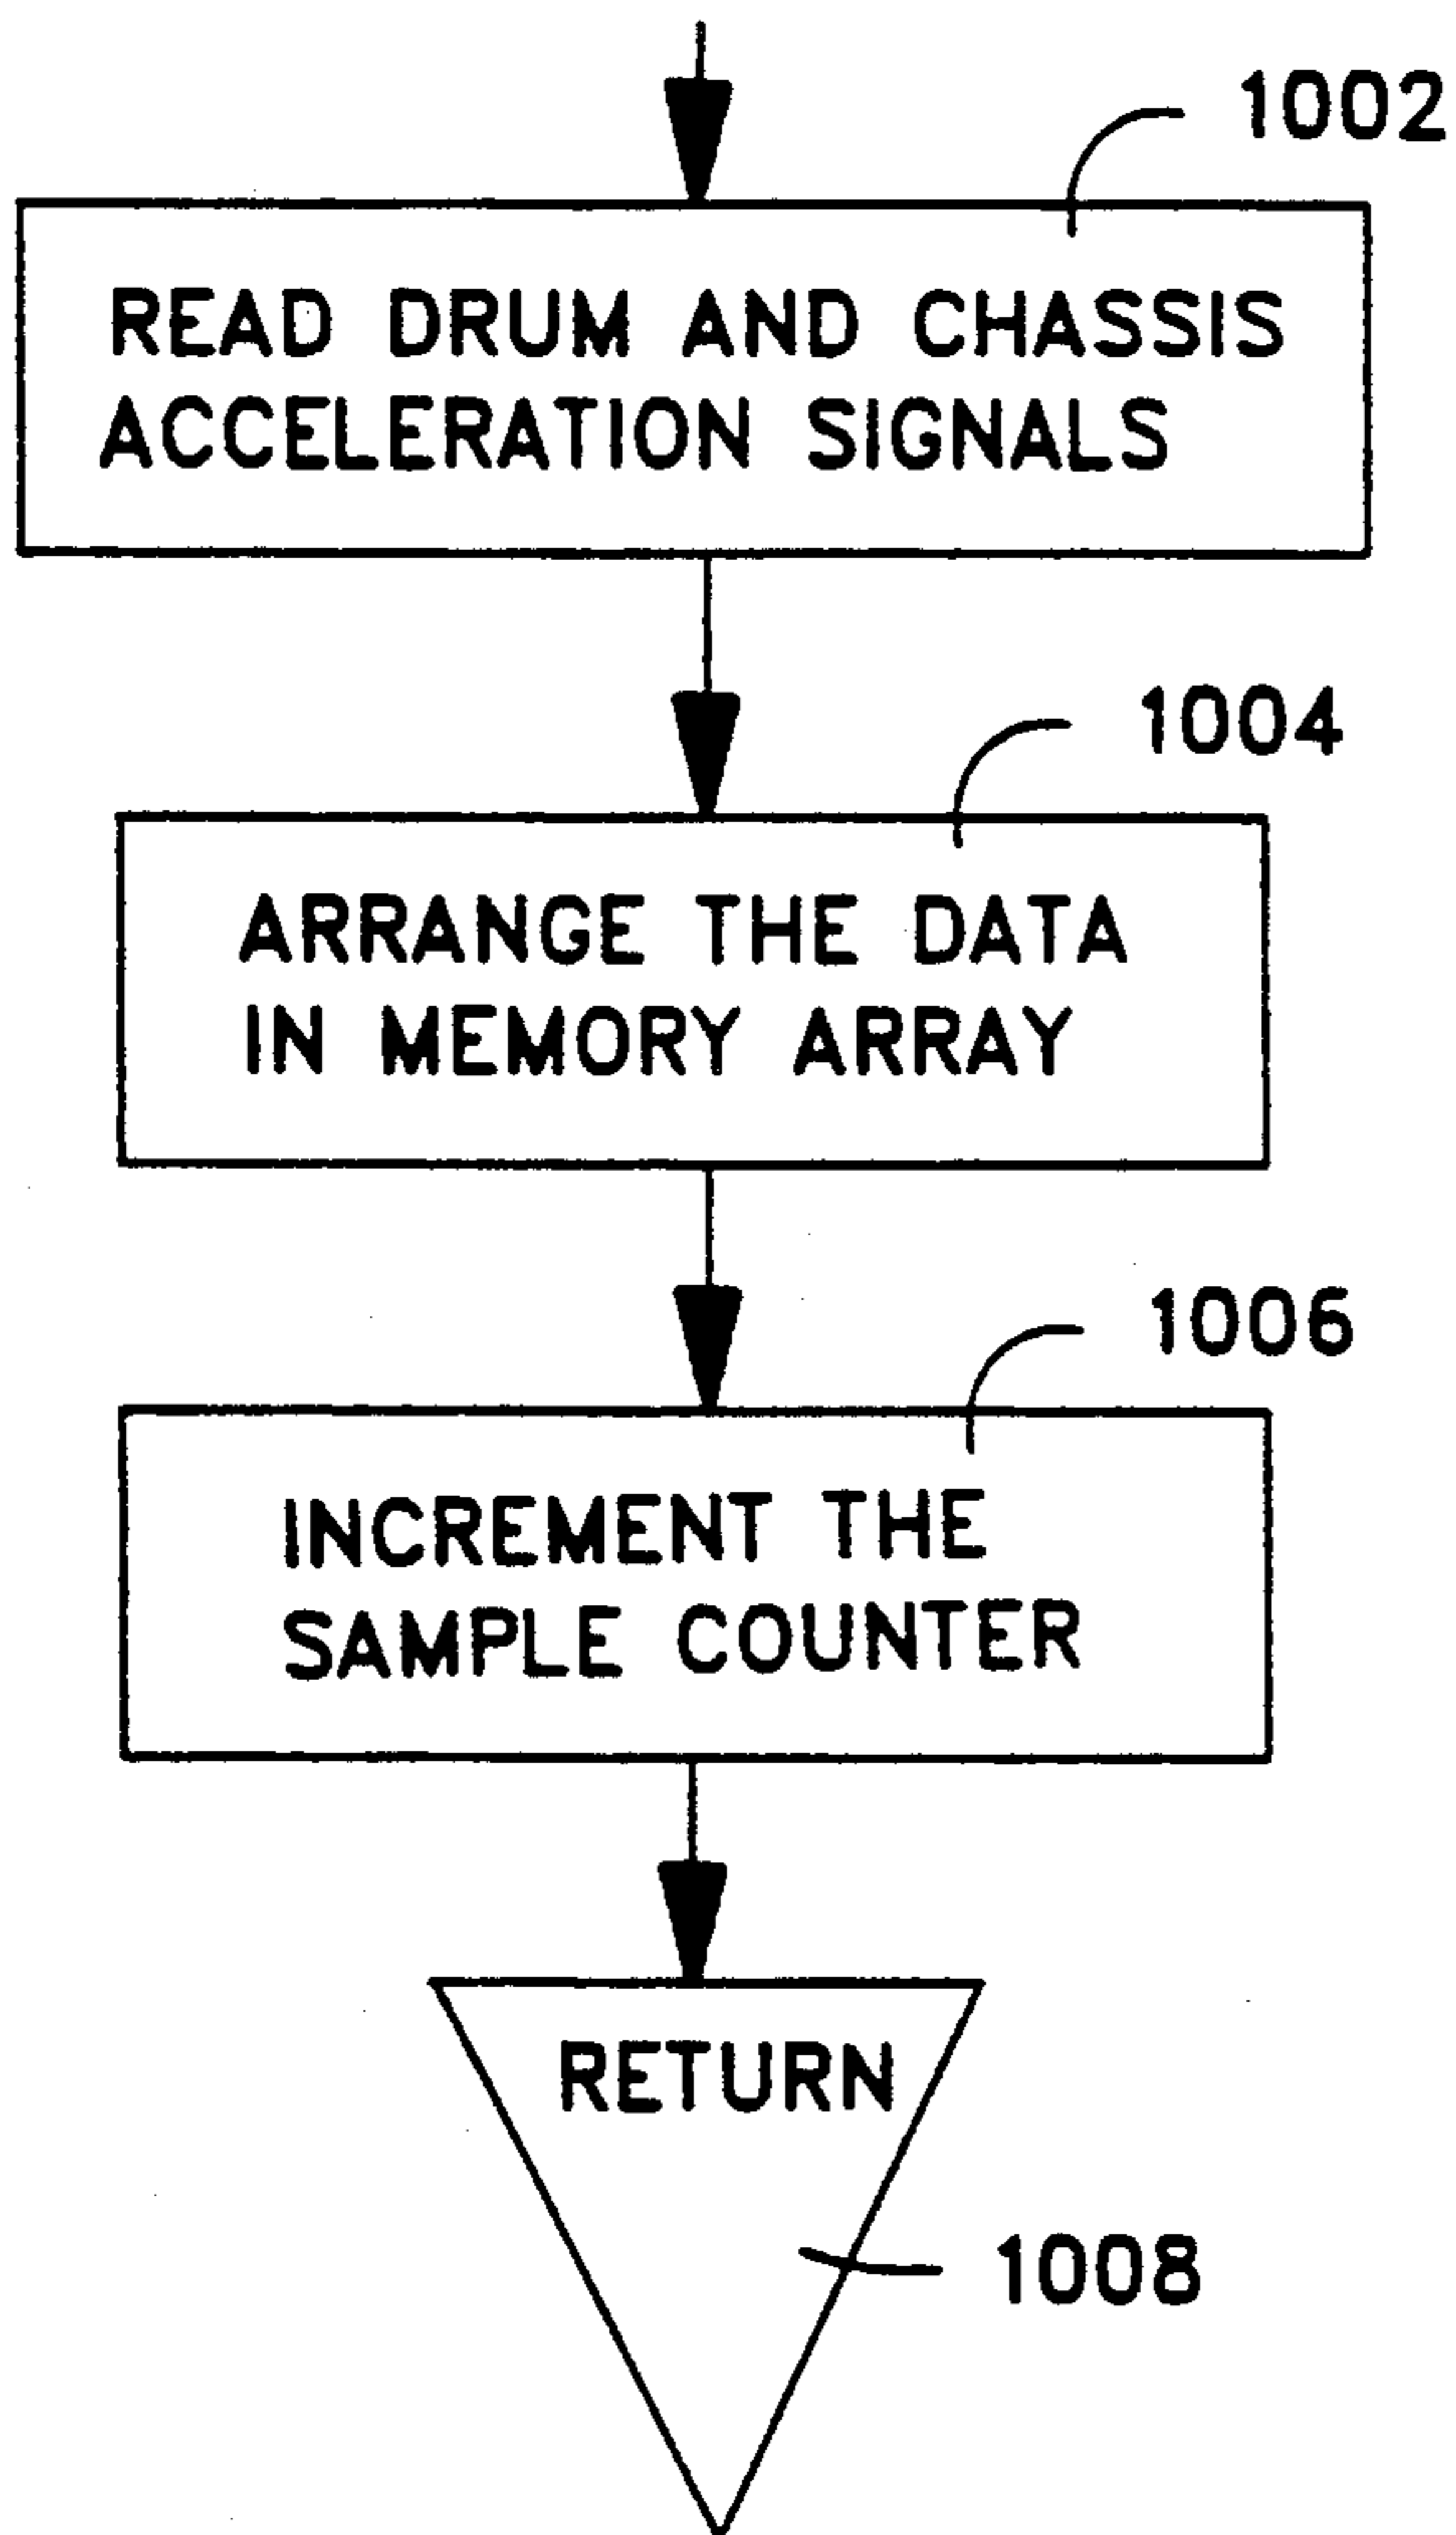 1002
READ DRUM AND CHASSIS
ACCELERATION SIGNALS
1004
ARRANGE THE DATA
IN MEMORY ARRAY
1006
INCREMENT THE
SAMPLE COUNTER
RETURN
1008